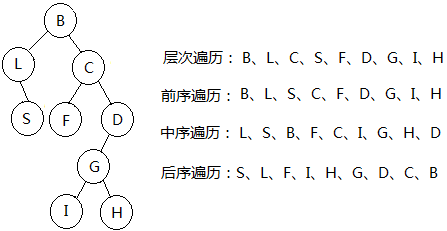 B
L
C
S
F
D
G
I
H
层次遍历：B、L、C、S、F、D、G、I、H
前序遍历：B、L、S、C、F、D、G、I、H
中序遍历：L、S、B、F、C、I、G、H、D
后序遍历：S、L、F、I、H、G、D、C、B